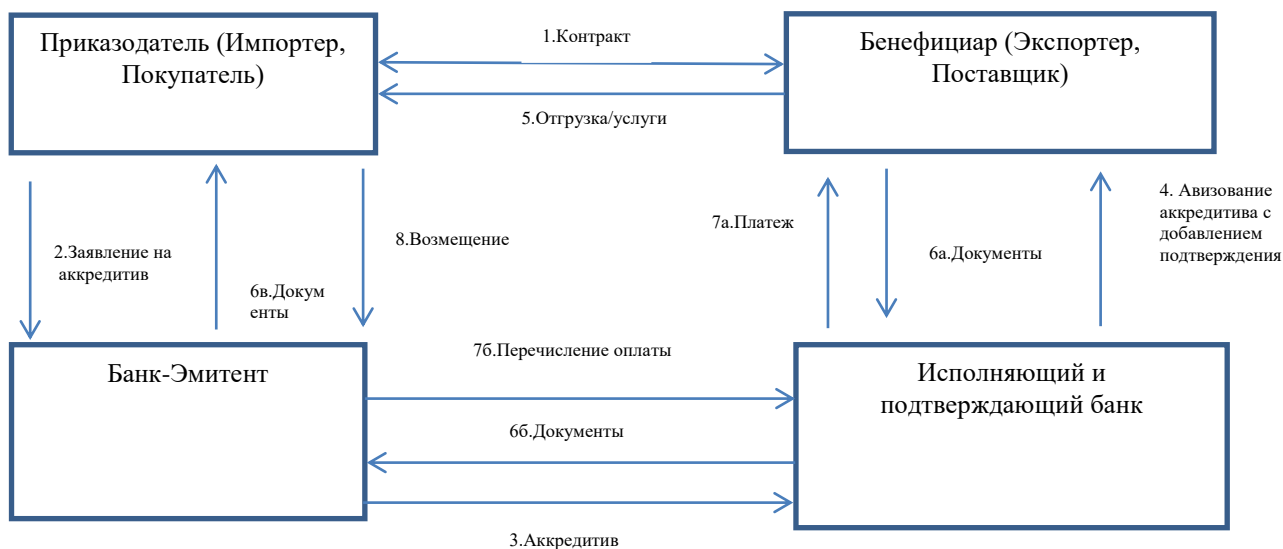 Приказодатель (Импортер,
Покупатель)
1.Контракт
Бенефициар (Экспортер,
Поставщик)
5.Отгрузка/услуги
2.Заявление на
аккредитив
6в.Докум
енты
8.Возмещение
7а.Платеж
6а.Документы
4. Авизование
аккредитива с
добавлением
подтверждения
Банк-Эмитент
7б.Перечисление оплаты
Исполняющий и
подтверждающий банк
6б.Документы
3.Аккредитив